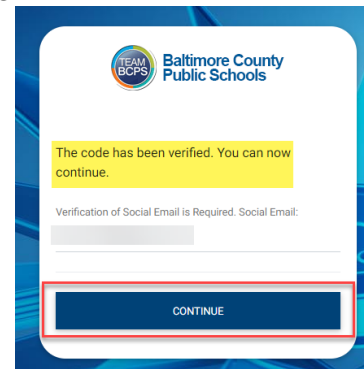 TEAM
BCPS
Baltimore County
Public Schools
The code has been verified. You can now
continue.
Verification of Social Email is Required. Social Email:
CONTINUE